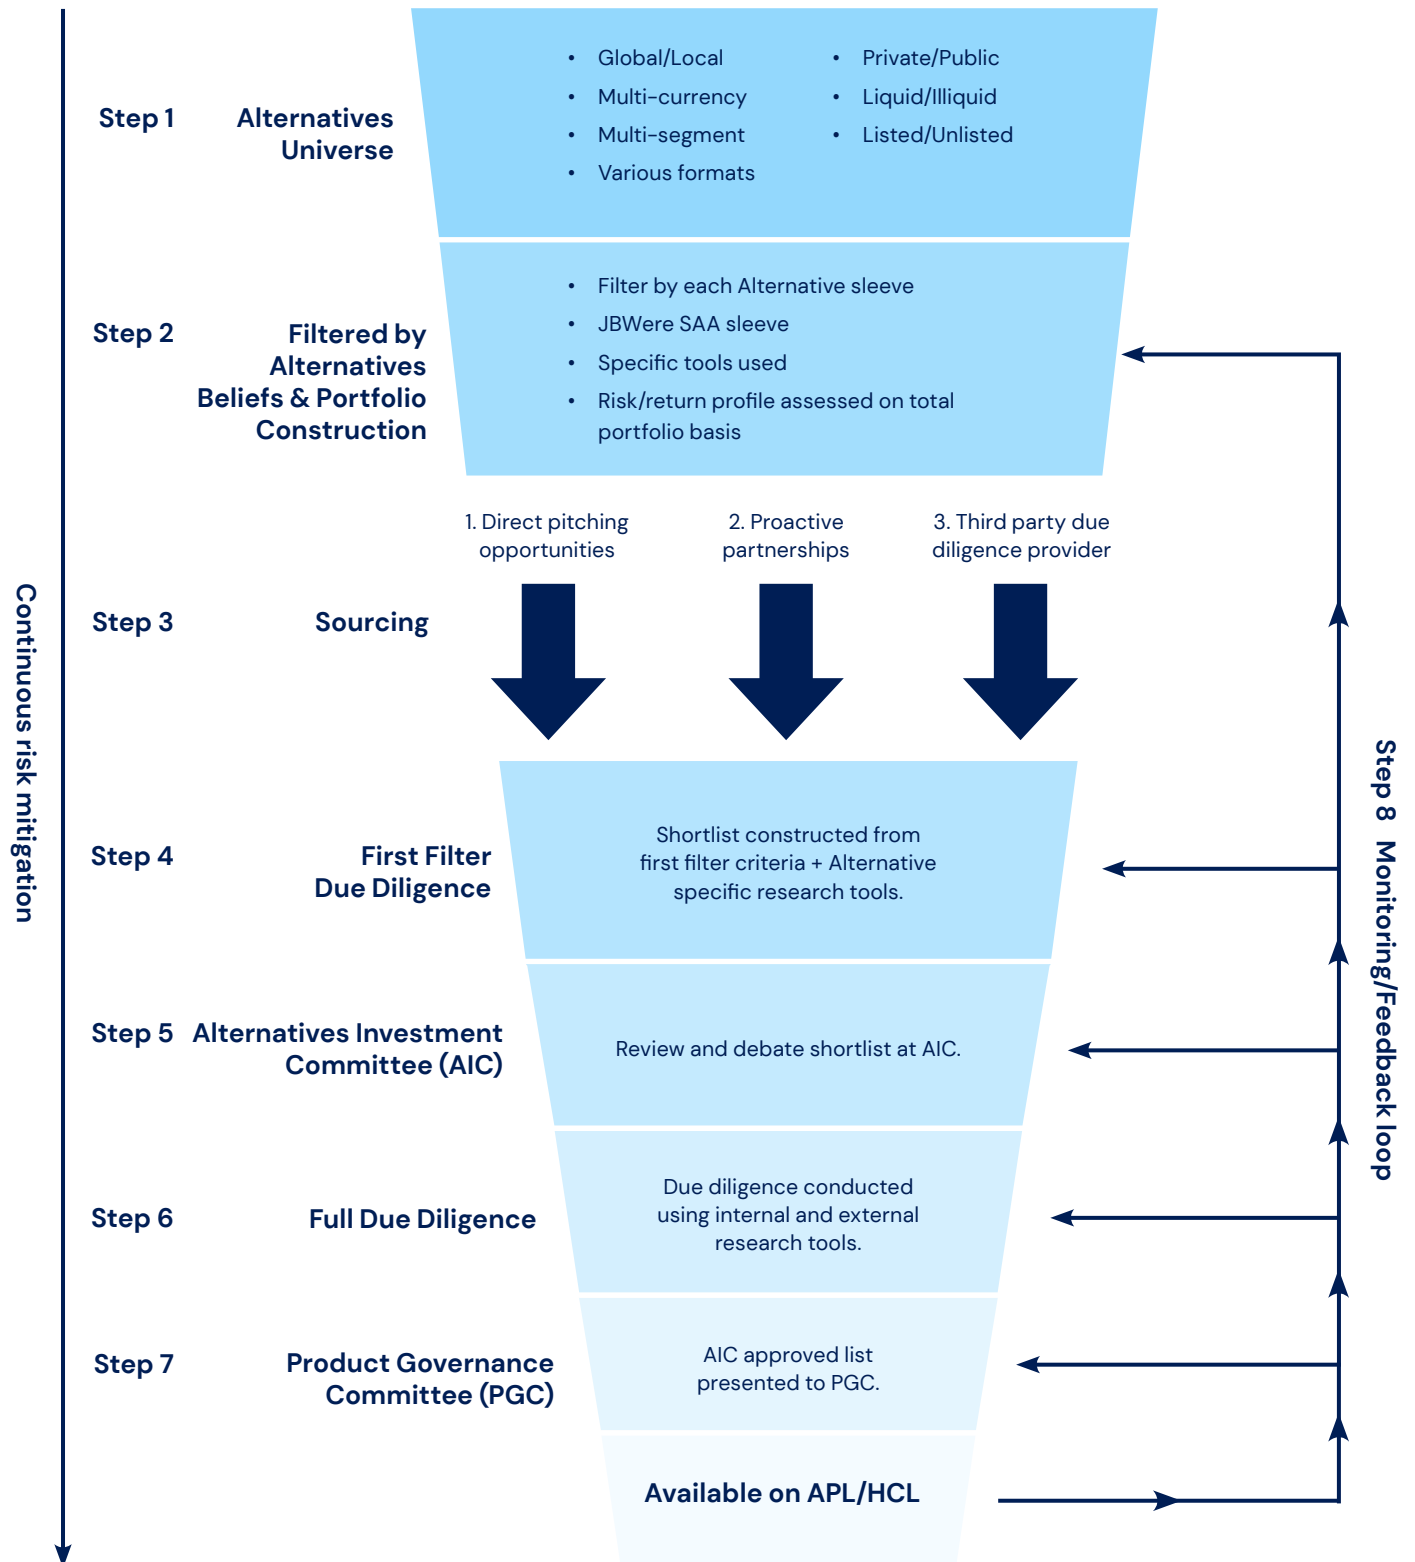 Continuous risk mitigation
Step 1
Alternatives
Universe
• Global/Local
• Multi-currency
• Multi-segment
• Various formats
• Private/Public
• Liquid/Illiquid
• Listed/Unlisted
Step 2
Filtered by
Alternatives
Beliefs & Portfolio
Construction
• Filter by each Alternative sleeve
• JBWere SAA sleeve
• Specific tools used
• Risk/return profile assessed on total
portfolio basis
Step 3
Sourcing
1. Direct pitching
opportunities
2. Proactive
partnerships
3. Third party due
diligence provider
Step 4
First Filter
Due Diligence
Shortlist constructed from
first filter criteria + Alternative
specific research tools.
Step 5
Alternatives Investment
Committee (AIC)
Review and debate shortlist at AIC.
Step 6
Full Due Diligence
Due diligence conducted
using internal and external
research tools.
Step 7
Product Governance
Committee (PGC)
AIC approved list
presented to PGC.
Available on APL/HCL
Step 8 Monitoring/Feedback loop